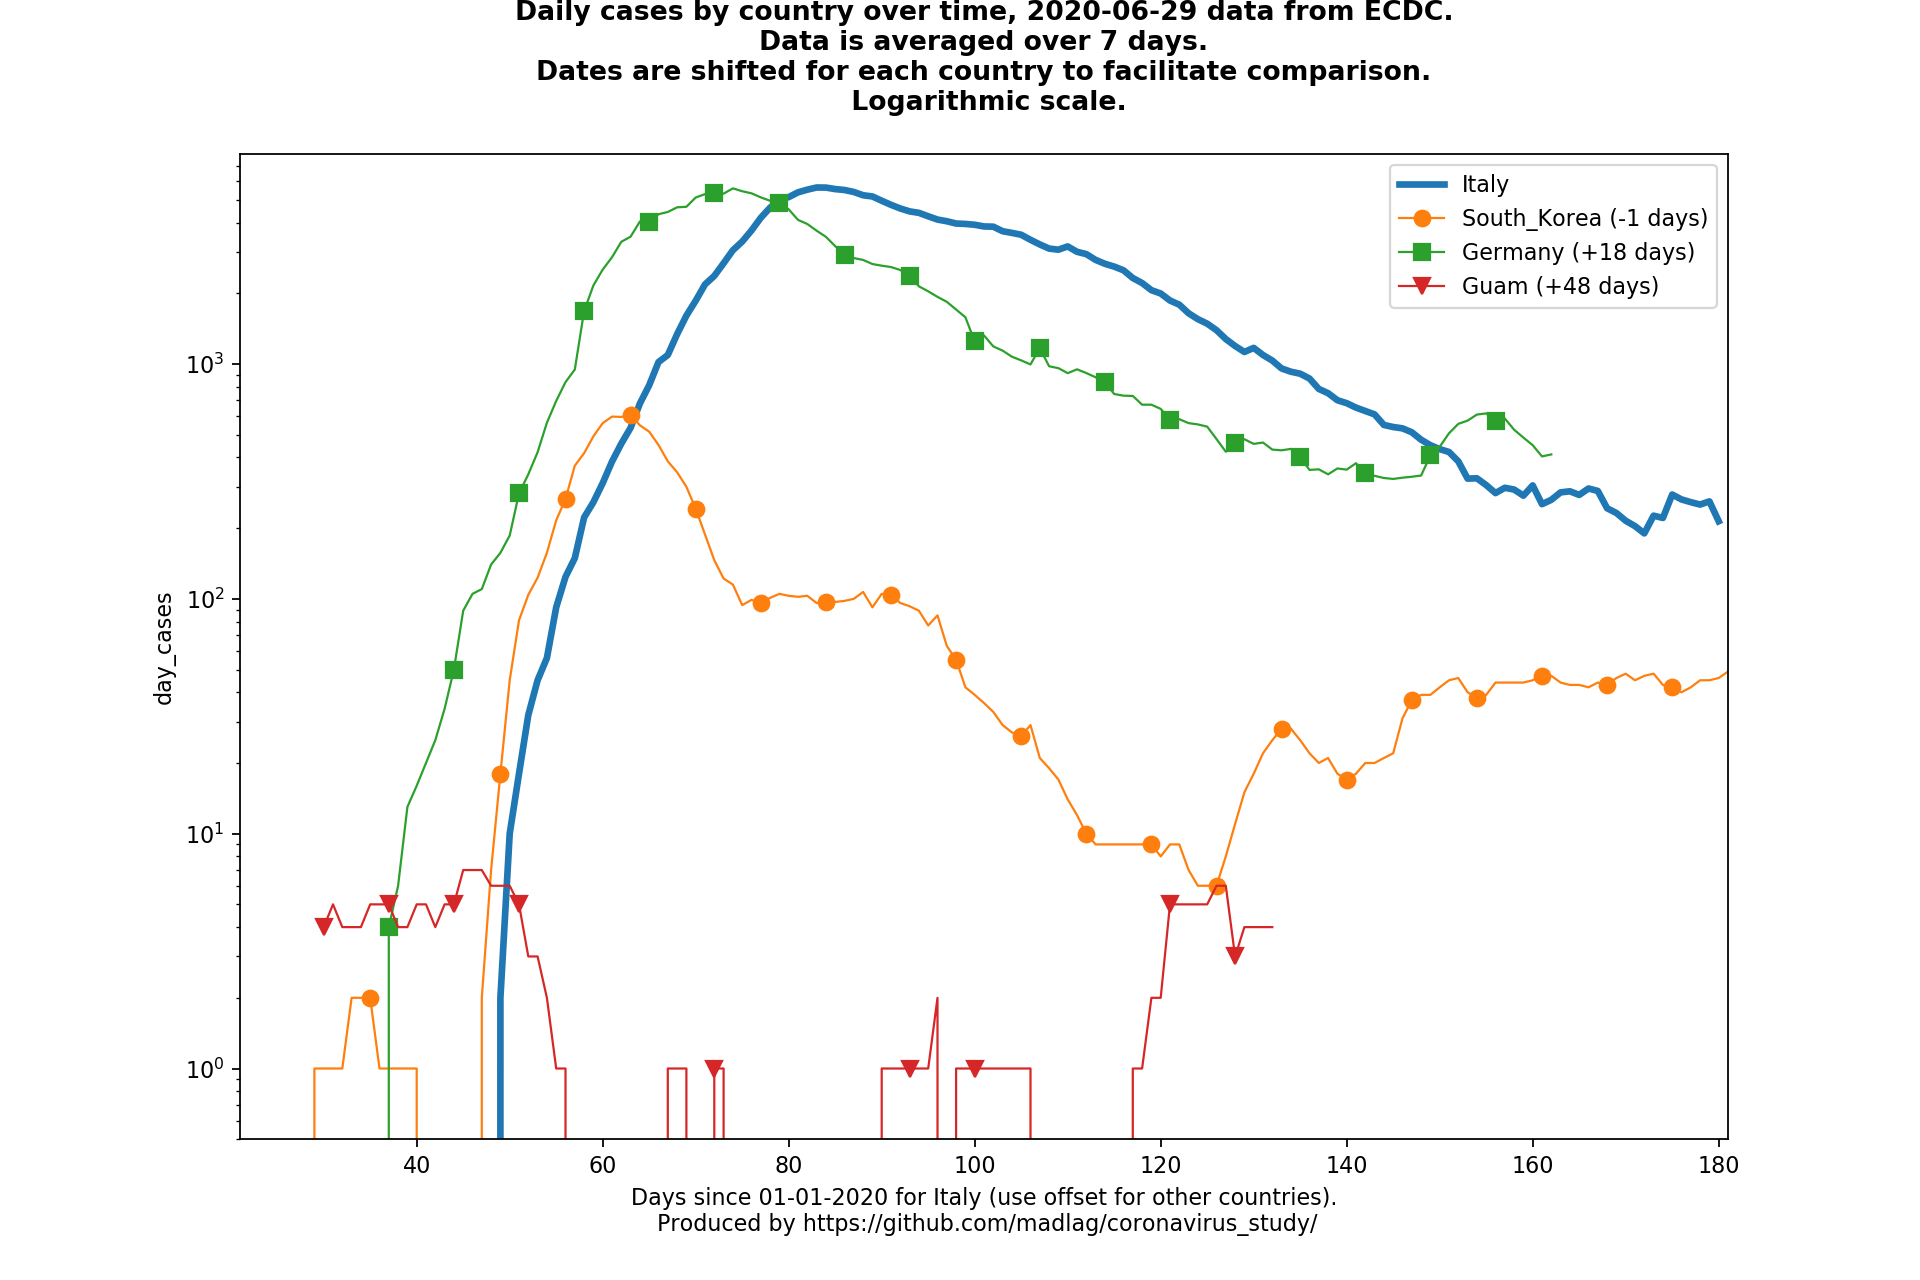 Daily cases by country over time, 2020-06-29 data from ECDC.
Data is averaged over 7 days.
Dates are shifted for each country to facilitate comparison.
Logarithmic scale.
Italy
South_Korea (-1 days)
Germany (+18 days)
Guam (+48 days)
day_cases
10³
10²
10¹
10⁰
40 60 80 100 120 140 160 180
Days since 01-01-2020 for Italy (use offset for other countries).
Produced by https://github.com/madlag/coronavirus_study/